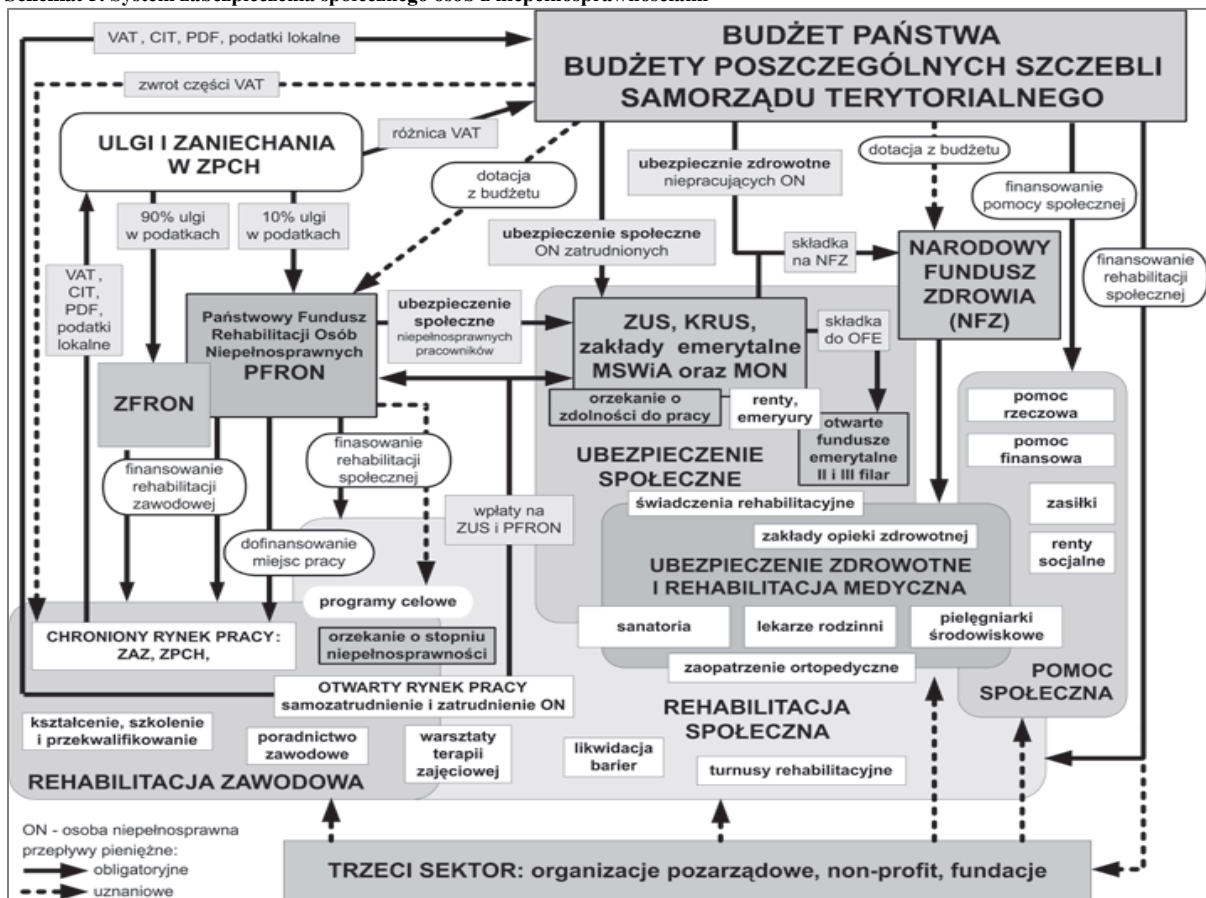 Schemat 1. System zabezpieczenia społecznego osób z niepełnosprawnościami
VAT, CIT, PDF, podatki lokalne
BUDŻET PAŃSTWA
BUDŻETY POSZCZEGÓLNYCH SZCZEBLI
SAMORZĄDU TERYTORIALNEGO
zwrot części VAT
ULGI I ZANIECHANIA
W ZPCH
różnica VAT
dotacja
z budżetu
ubezpiecznie zdrowotne
niepracujących ON
dotacja z budżetu
finansowanie
pomocy społecznej
90% ulgi
w podatkach
10% ulgi
w podatkach
ubezpieczenie społeczne
ON zatrudnionych
składka
na NFZ
NARODOWY
FUNDUSZ
ZDROWIA
(NFZ)
finansowanie
rehabilitacji
społecznej
VAT,
CIT,
PDF,
podatki
lokalne
Państwowy Fundusz
Rehabilitacji Osób
Niepełnosprawnych
PFRON
ubezpieczenie
społeczne
niepełnosprawnych
pracowników
ZUS, KRUS,
zakłady emerytalne
MSWiA oraz MON
składka
do OFE
ZFRON
orzekanie o
zdolności do pracy
renty,
emeryury
otwarte
fundusze
emerytalne
II i III filar
pomoc
rzeczowa
pomoc
finansowa
zasiłki
renty
socjalne
finansowanie
rehabilitacji
zawodowej
finasowanie
rehabilitacji
społecznej
UBEZPIECZENIE
SPOŁECZNE
świadczenia rehabilitacyjne
wpłaty na
ZUS i PFRON
zakłady opieki zdrowotnej
dofinansowanie
miejsc pracy
UBEZPIECZENIE ZDROWOTNE
I REHABILITACJA MEDYCZNA
programy celowe
sanatoria
lekarze rodzinni
pielęgniarki
środowiskowe
CHRONIONY RYNEK PRACY:
ZAZ, ZPCH,
orzekanie o stopniu
niepełnosprawności
zaopatrzenie ortopedyczne
POMOC
SPOŁECZNA
OTWARTY RYNEK PRACY
samozatrudnienie i zatrudnienie ON
REHABILITACJA
SPOŁECZNA
kształcenie, szkolenie
i przekwalifikowanie
poradnictwo
zawodowe
warsztaty
terapii
zajęciowej
likwidacja
barier
turnusy rehabilitacyjne
REHABILITACJA ZAWODOWA
ON - osoba niepełnosprawna
przepływy pieniężne:
obligatoryjne
uznaniowe
TRZECI SEKTOR: organizacje pozarządowe, non-profit, fundacje